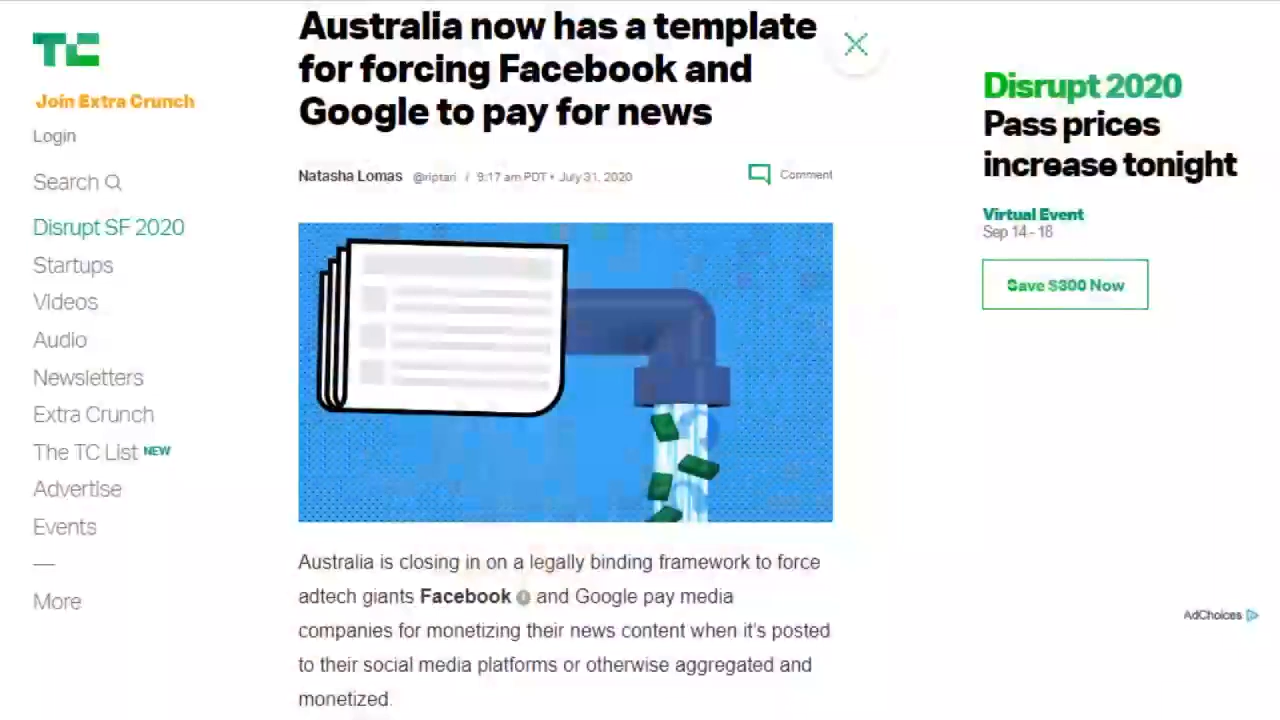 TC
Join Extra Crunch
Login
Search
Disrupt SF 2020
Startups
Videos
Audio
Newsletters
Extra Crunch
The TC List NEW
Advertise
Events
—
More
Australia now has a template
for forcing Facebook and
Google to pay for news
Natasha Lomas @riptari / 9:17 am PDT • July 31, 2020
Comment
Australia is closing in on a legally binding framework to force
adtech giants Facebook and Google pay media
companies for monetizing their news content when it's posted
to their social media platforms or otherwise aggregated and
monetized.
Disrupt 2020
Pass prices
increase tonight
Virtual Event
Sep 14 - 18
Save $300 Now
AdChoices